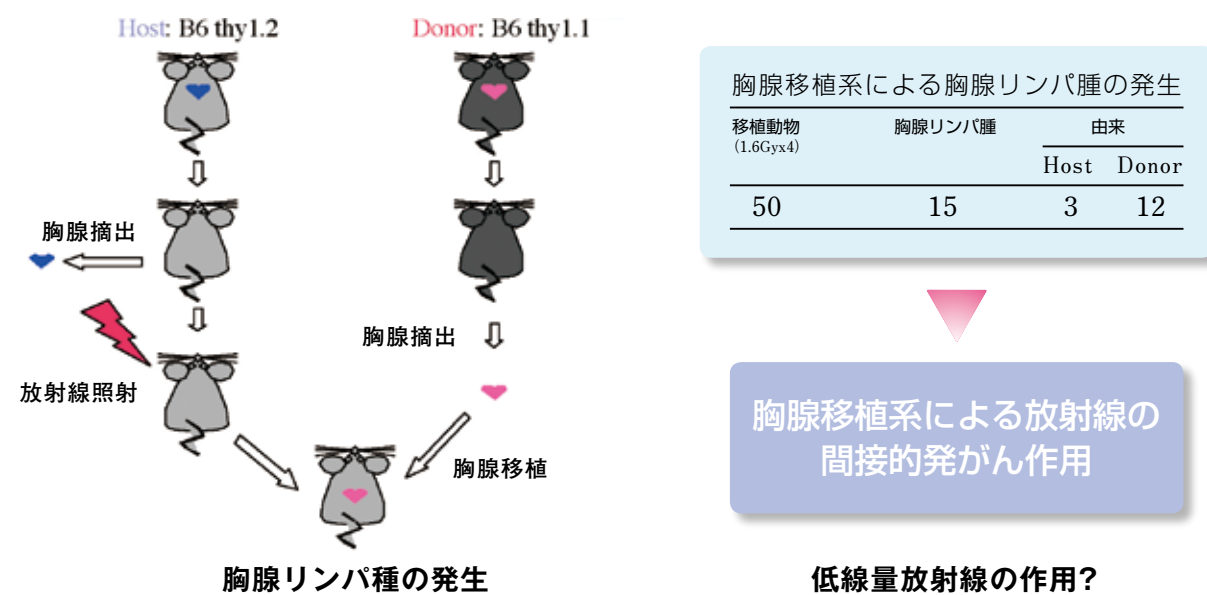 Host: B6 thy1.2
Donor: B6 thy1.1
胸腺摘出
放射線照射
胸腺摘出
胸腺移植
胸腺リンパ種の発生
胸腺移植系による胸腺リンパ腫の発生
移植動物 胸腺リンパ腫 由来
(1.6Gyx4)
Host Donor
50 15 3 12
胸腺移植系による放射線の
間接的発がん作用
低線量放射線の作用?